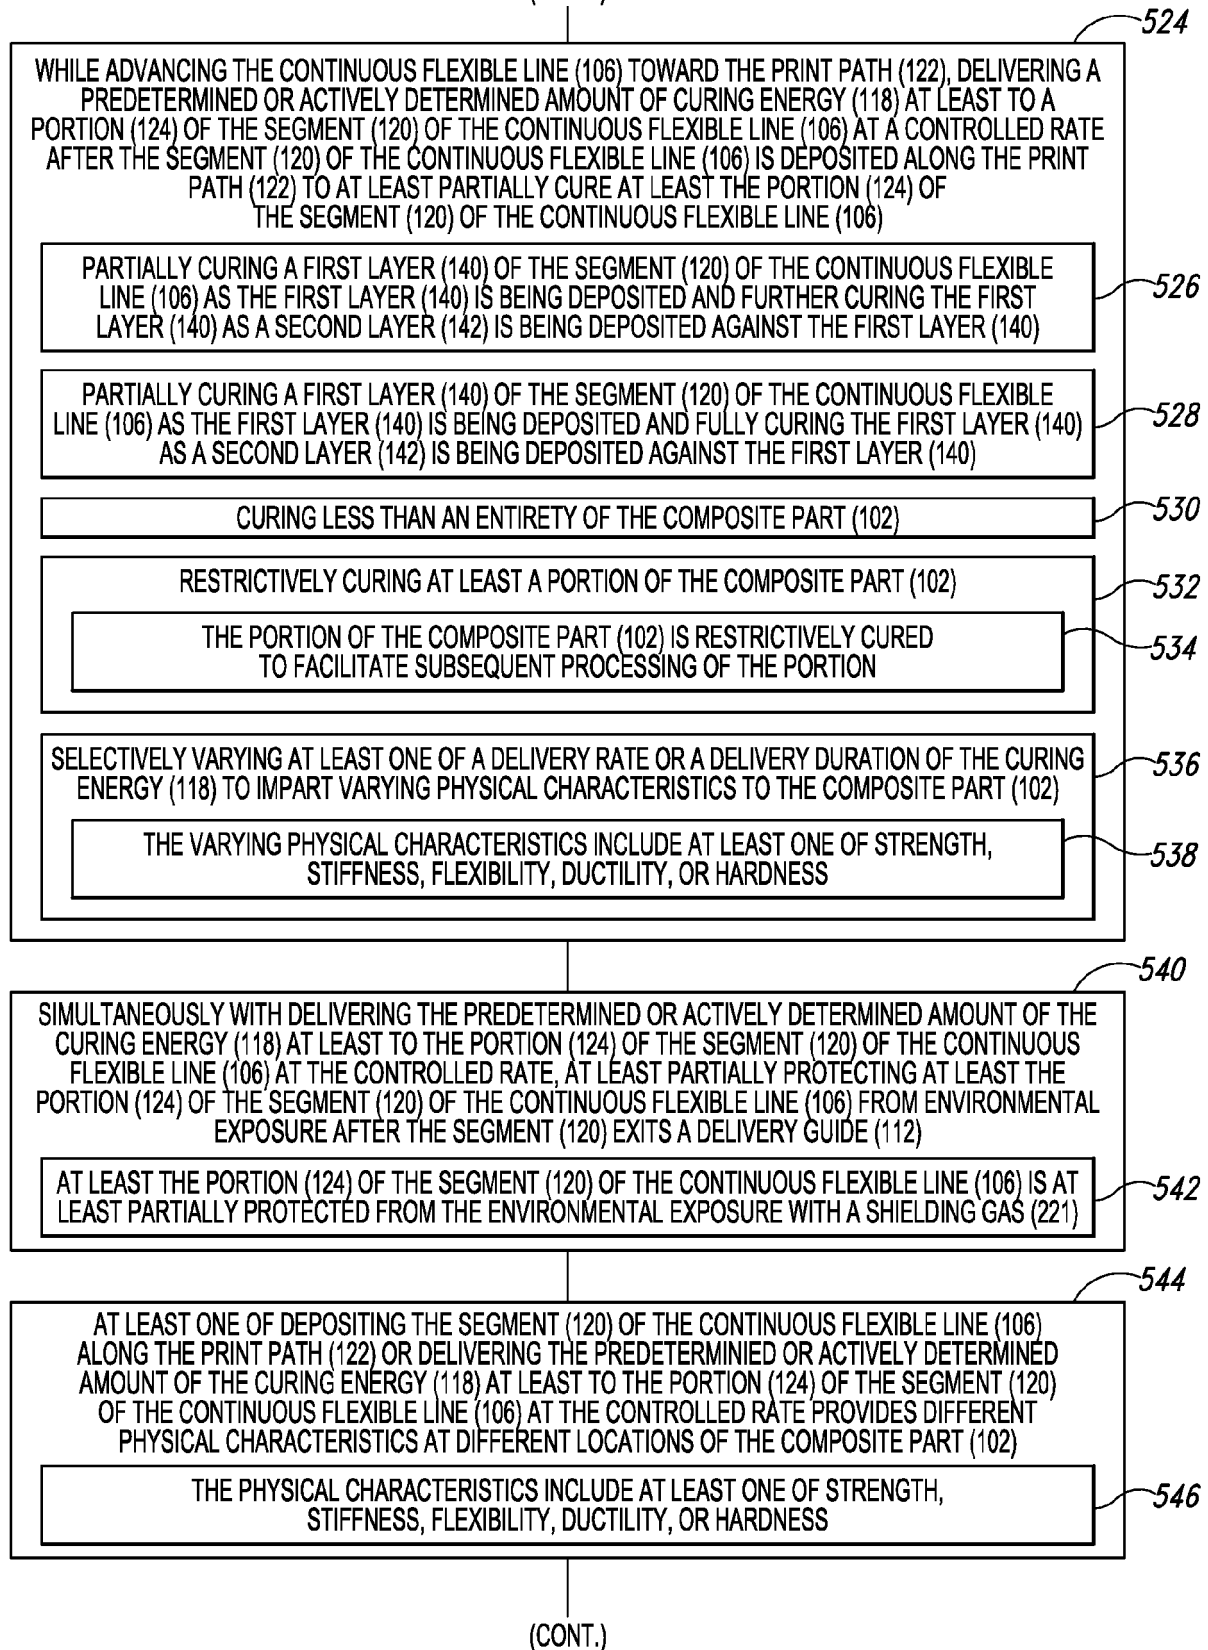 524
WHILE ADVANCING THE CONTINUOUS FLEXIBLE LINE (106) TOWARD THE PRINT PATH (122), DELIVERING A
PREDETERMINED OR ACTIVELY DETERMINED AMOUNT OF CURING ENERGY (118) AT LEAST TO A
PORTION (124) OF THE SEGMENT (120) OF THE CONTINUOUS FLEXIBLE LINE (106) AT A CONTROLLED RATE
AFTER THE SEGMENT (120) OF THE CONTINUOUS FLEXIBLE LINE (106) IS DEPOSITED ALONG THE PRINT
PATH (122) TO AT LEAST PARTIALLY CURE AT LEAST THE PORTION (124) OF
THE SEGMENT (120) OF THE CONTINUOUS FLEXIBLE LINE (106)
PARTIALLY CURING A FIRST LAYER (140) OF THE SEGMENT (120) OF THE CONTINUOUS FLEXIBLE
LINE (106) AS THE FIRST LAYER (140) IS BEING DEPOSITED AND FURTHER CURING THE FIRST
LAYER (140) AS A SECOND LAYER (142) IS BEING DEPOSITED AGAINST THE FIRST LAYER (140)
526
PARTIALLY CURING A FIRST LAYER (140) OF THE SEGMENT (120) OF THE CONTINUOUS FLEXIBLE
LINE (106) AS THE FIRST LAYER (140) IS BEING DEPOSITED AND FULLY CURING THE FIRST LAYER (140)
AS A SECOND LAYER (142) IS BEING DEPOSITED AGAINST THE FIRST LAYER (140)
528
CURING LESS THAN AN ENTIRETY OF THE COMPOSITE PART (102)
530
RESTRICTIVELY CURING AT LEAST A PORTION OF THE COMPOSITE PART (102)
532
THE PORTION OF THE COMPOSITE PART (102) IS RESTRICTIVELY CURED
TO FACILITATE SUBSEQUENT PROCESSING OF THE PORTION
534
SELECTIVELY VARYING AT LEAST ONE OF A DELIVERY RATE OR A DELIVERY DURATION OF THE CURING
ENERGY (118) TO IMPART VARYING PHYSICAL CHARACTERISTICS TO THE COMPOSITE PART (102)
536
THE VARYING PHYSICAL CHARACTERISTICS INCLUDE AT LEAST ONE OF STRENGTH,
STIFFNESS, FLEXIBILITY, DUCTILITY, OR HARDNESS
538
540
SIMULTANEOUSLY WITH DELIVERING THE PREDETERMINED OR ACTIVELY DETERMINED AMOUNT OF THE
CURING ENERGY (118) AT LEAST TO THE PORTION (124) OF THE SEGMENT (120) OF THE CONTINUOUS
FLEXIBLE LINE (106) AT THE CONTROLLED RATE, AT LEAST PARTIALLY PROTECTING AT LEAST THE
PORTION (124) OF THE SEGMENT (120) OF THE CONTINUOUS FLEXIBLE LINE (106) FROM ENVIRONMENTAL
EXPOSURE AFTER THE SEGMENT (120) EXITS A DELIVERY GUIDE (112)
AT LEAST THE PORTION (124) OF THE SEGMENT (120) OF THE CONTINUOUS FLEXIBLE LINE (106) IS AT
LEAST PARTIALLY PROTECTED FROM THE ENVIRONMENTAL EXPOSURE WITH A SHIELDING GAS (221)
542
544
AT LEAST ONE OF DEPOSITING THE SEGMENT (120) OF THE CONTINUOUS FLEXIBLE LINE (106)
ALONG THE PRINT PATH (122) OR DELIVERING THE PREDETERMINIED OR ACTIVELY DETERMINED
AMOUNT OF THE CURING ENERGY (118) AT LEAST TO THE PORTION (124) OF THE SEGMENT (120)
OF THE CONTINUOUS FLEXIBLE LINE (106) AT THE CONTROLLED RATE PROVIDES DIFFERENT
PHYSICAL CHARACTERISTICS AT DIFFERENT LOCATIONS OF THE COMPOSITE PART (102)
THE PHYSICAL CHARACTERISTICS INCLUDE AT LEAST ONE OF STRENGTH,
STIFFNESS, FLEXIBILITY, DUCTILITY, OR HARDNESS
546
(CONT.)